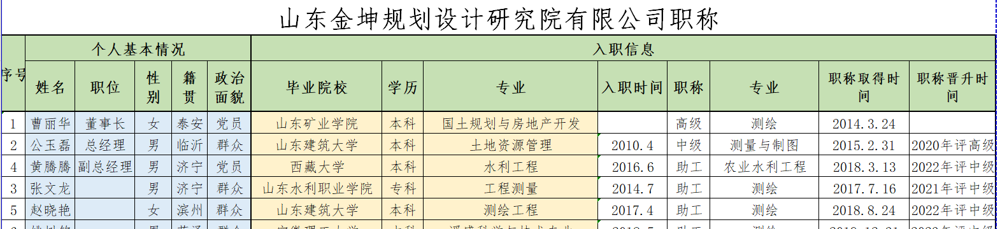 山东金坤规划设计研究院有限公司职称
序号 个人基本情况 入职信息
姓名 职位 性别 籍贯 政治面貌 毕业院校 学历 专业 入职时间 职称 专业 职称取得时间 职称晋升时间
1 曹丽华 董事长 女 泰安 党员 山东矿业学院 本科 国土规划与房地产开发 高级 测绘 2014.3.24
2 公玉磊 总经理 男 临沂 群众 山东建筑大学 本科 土地资源管理 2010.4 中级 测量与制图 2015.2.31 2020年评高级
4 黄腾腾 副总经理 男 济宁 党员 西藏大学 本科 水利工程 2016.6 助工 农业水利工程 2018.3.13 2022年评中级
3 张文龙 男 济宁 群众 山东水利职业学院 专科 工程测量 2014.7 助工 测绘 2017.7.16 2021年评中级
5 赵晓艳 女 滨州 群众 山东建筑大学 本科 测绘工程 2017.4 助工 测绘 2018.8.24 2022年评中级